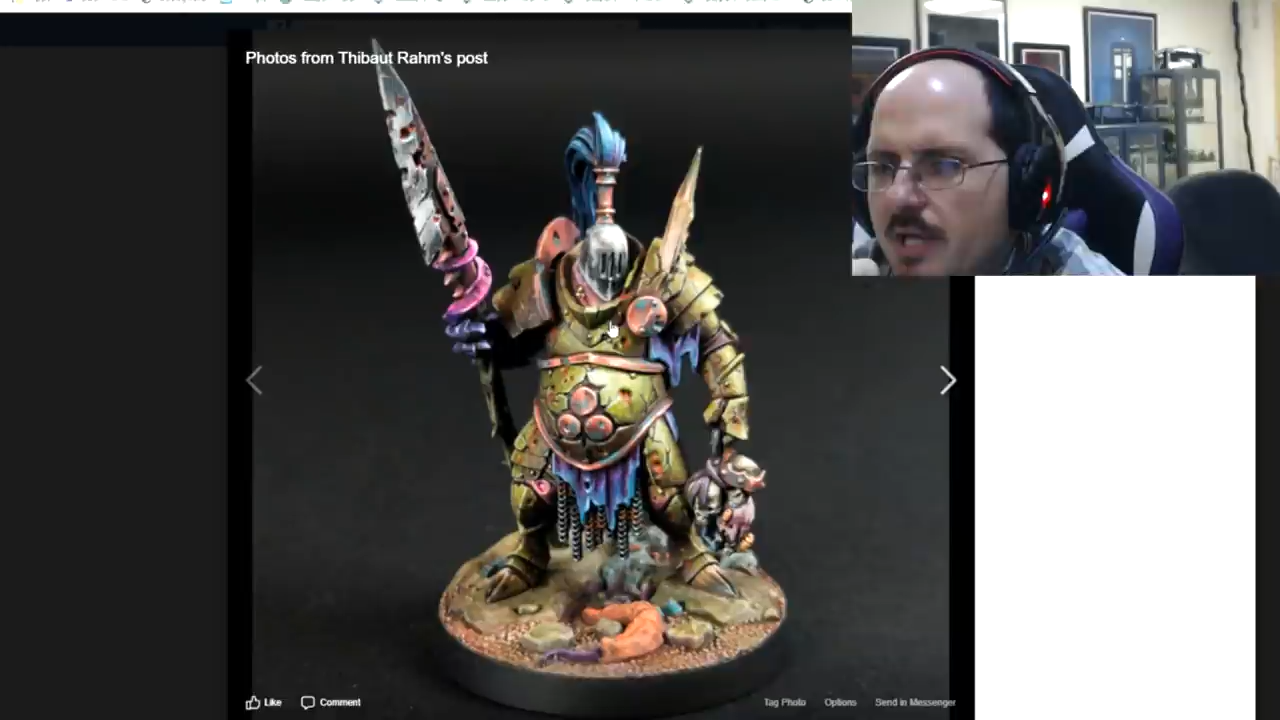 Photos from Thibaut Rahm's post
Like
Comment
Tag Photo
Options
Send in Messenger